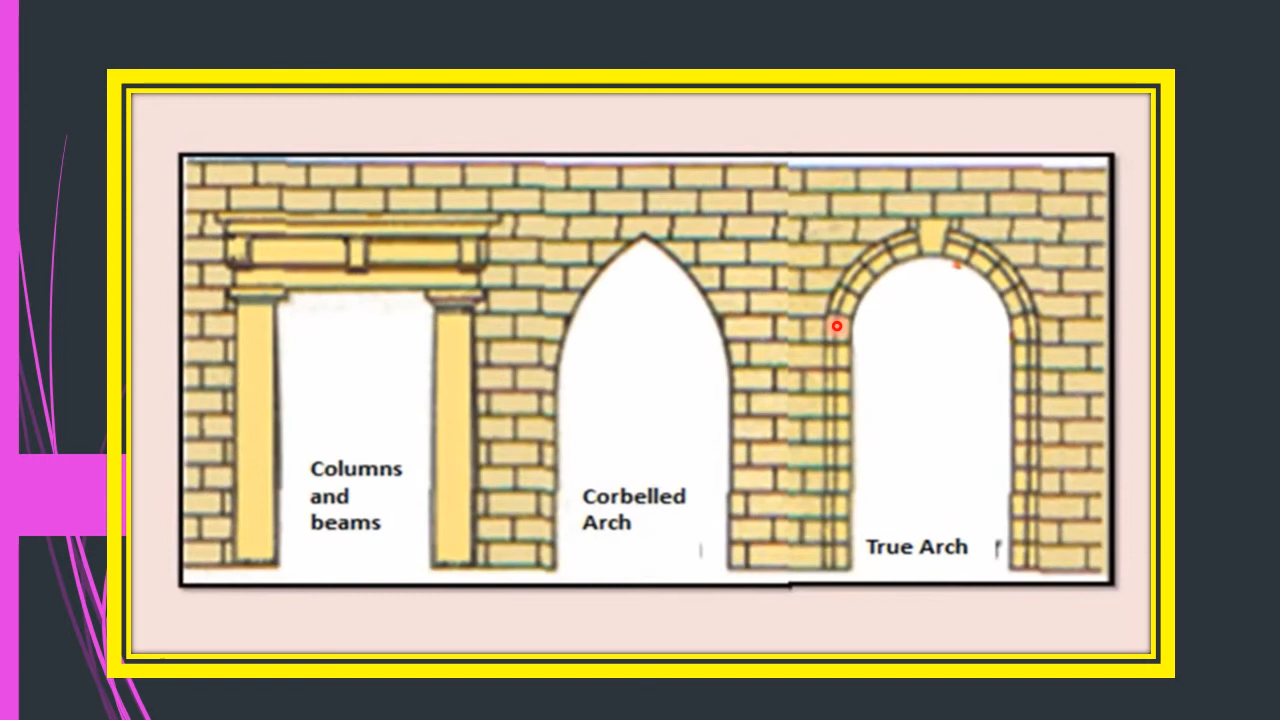 Columns
and
beams
Corbelled
Arch
True Arch